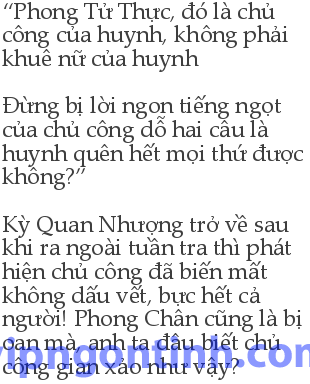 “Phong Tử Thực, đó là chủ
công của huynh, không phải
khuê nữ của huynh
Đừng bị lời ngon tiếng ngọt
của chủ công dỗ hai câu là
huynh quên hết mọi thứ được
không?”
Kỳ Quan Nhượng trở về sau
khi ra ngoài tuần tra thì phát
hiện chủ công đã biến mất
không dấu vết, bực hết cả
người! Phong Chân cũng là bị
oan mà, anh ta đâu biết chủ
công gian xảo như vậy?
vipngontinh.com